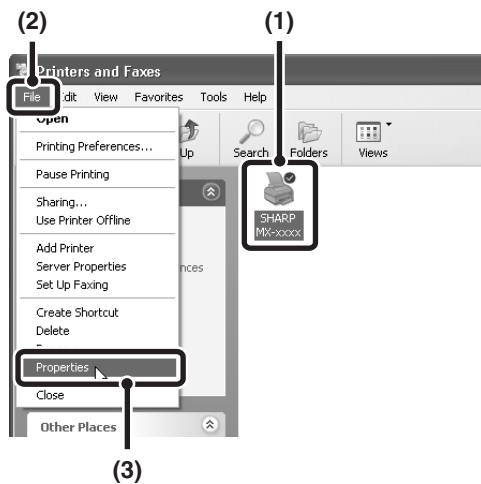 (2) (1)
Printers and Faxes
File Edit View Favorites Tools Help
Open
Printing Preferences...
Pause Printing
Sharing...
Use Printer Offline
Add Printer
Server Properties
Set Up Faxing
Create Shortcut
Delete
Properties
Close
Up Search Folders Views
SHARP
MX-xxxx
nces
Other Places
(3)